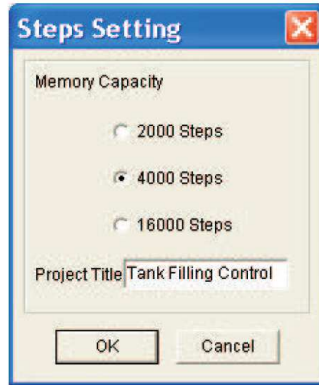 Steps Setting
Memory Capacity
2000 Steps
4000 Steps
16000 Steps
Project Title Tank Filling Control
OK Cancel